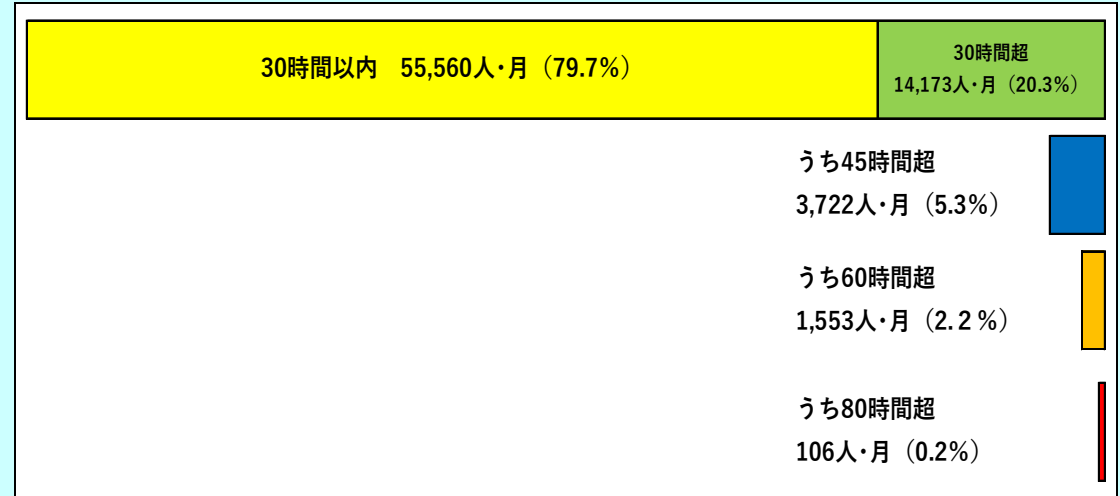 30時間以内　55,560人・月（79.7%）
30時間超
14,173人・月（20.3%）
うち45時間超
3,722人・月（5.3%）
うち60時間超
1,553人・月（2.２%）
うち80時間超
106人・月（0.2%）